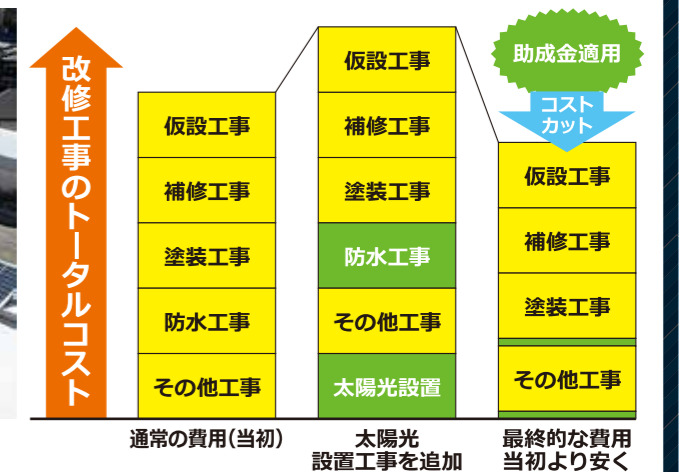 改修工事のトータルコスト
仮設工事
補修工事
塗装工事
防水工事
その他工事
通常の費用(当初)
仮設工事
補修工事
塗装工事
防水工事
その他工事
太陽光設置
太陽光
設置工事を追加
助成金適用
コスト
カット
仮設工事
補修工事
塗装工事
その他工事
最終的な費用
当初より安く